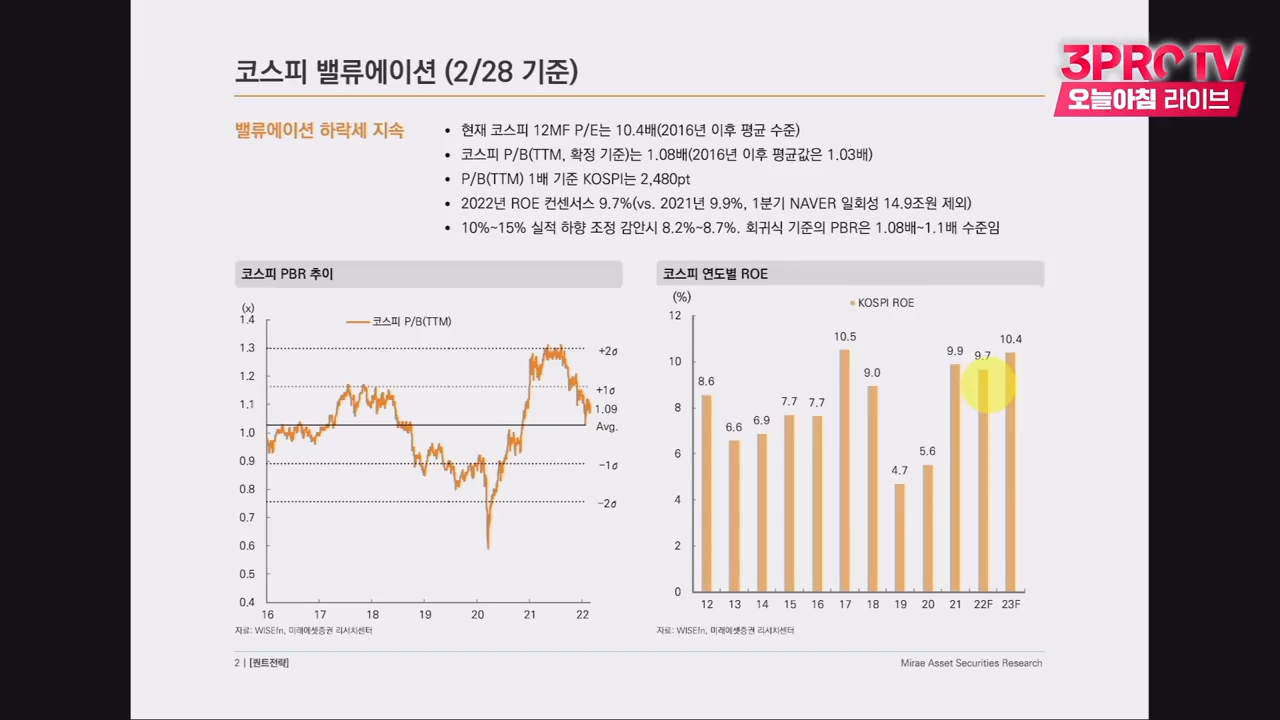 3PROTV
오늘아침 라이브
코스피 밸류에이션 (2/28 기준)
밸류에이션 하락세 지속
• 현재 코스피 12MF P/E는 10.4배(2016년 이후 평균 수준)
• 코스피 P/B(TTM, 확정 기준)는 1.08배(2016년 이후 평균값은 1.03배)
• P/B(TTM) 1배 기준 KOSPI는 2,480pt
• 2022년 ROE 컨센서스 9.7%(vs. 2021년 9.9%, 1분기 NAVER 일회성 14.9조원 제외)
• 10%~15% 실적 하향 조정 감안시 8.2%~8.7%. 회귀식 기준의 PBR은 1.08배~1.1배 수준임
코스피 PBR 추이
(x)
코스피 P/B(TTM)
1.4
1.3
1.2
1.1
1.0
0.9
0.8
0.7
0.6
0.5
0.4
+2σ
+1σ
1.09
Avg.
-1σ
-2σ
16 17 18 19 20 21 22
자료: WISEfn, 미래에셋증권 리서치센터
코스피 연도별 ROE
(%)
KOSPI ROE
12
10
8
6
4
2
0
8.6 6.6 6.9 7.7 7.7 10.5 9.0 4.7 5.6 9.9 9.7 10.4
12 13 14 15 16 17 18 19 20 21 22F 23F
자료: WISEfn, 미래에셋증권 리서치센터
2 | [퀀트전략]
Mirae Asset Securities Research